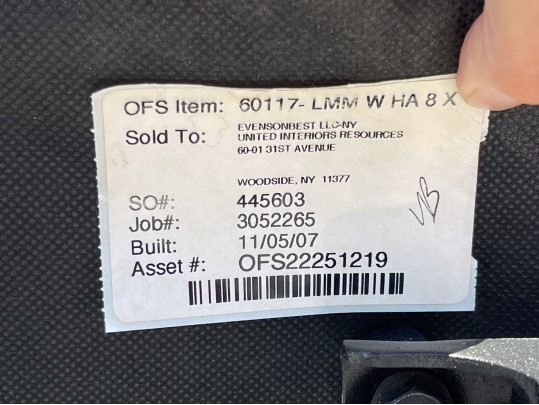 OFS Item: 60117- LMM W HA 8 X
Sold To: EVENSONBEST LLC-NY
UNITED INTERIORS RESOURCES
60-01 31ST AVENUE
WOODSIDE, NY 11377
SO#: 445603
Job#: 3052265
Built: 11/05/07
Asset #: OFS22251219